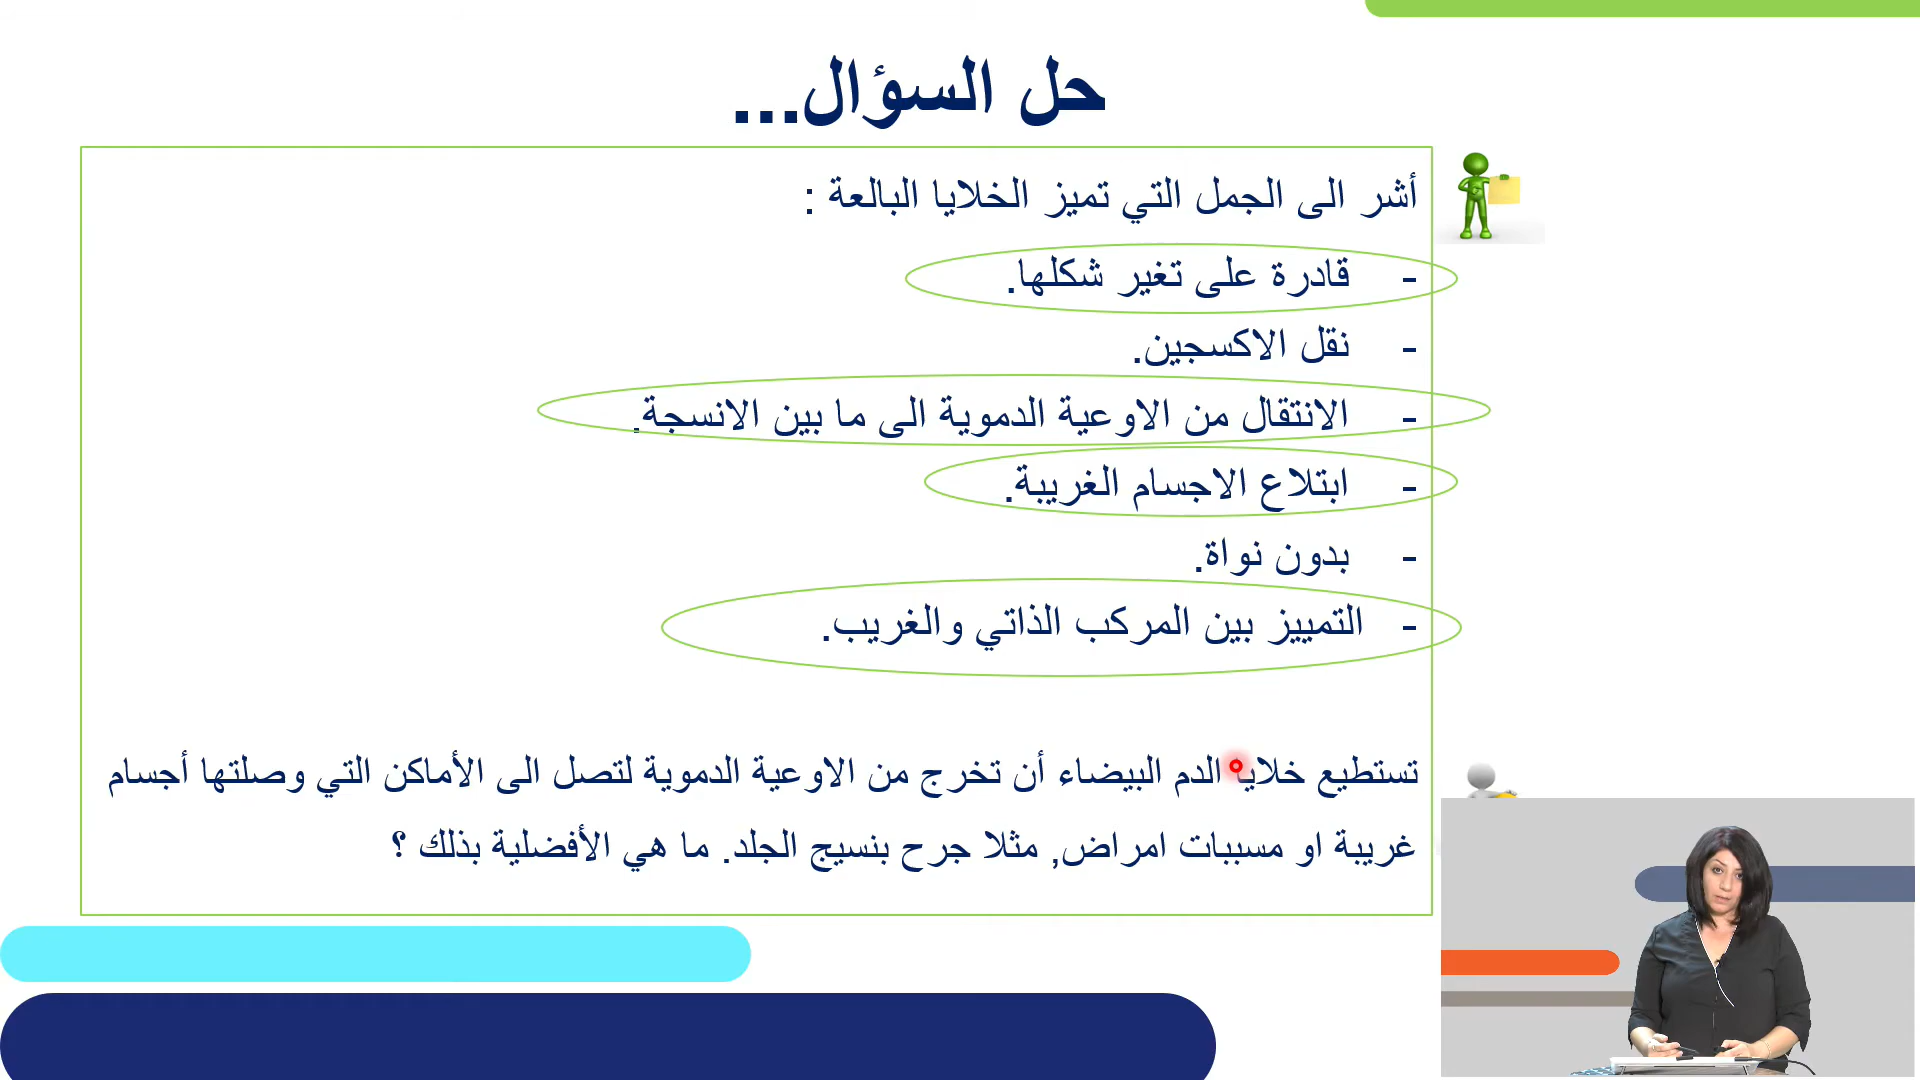 حل السؤال...
أشر الى الجمل التي تميز الخلايا البالعة :
- قادرة على تغير شكلها.
- نقل الاكسجين.
- الانتقال من الاوعية الدموية الى ما بين الانسجة.
- ابتلاع الاجسام الغريبة.
- بدون نواة.
- التمييز بين المركب الذاتي والغريب.
تستطيع خلايا الدم البيضاء أن تخرج من الاوعية الدموية لتصل الى الأماكن التي وصلتها أجسام
غريبة او مسببات امراض, مثلا جرح بنسيج الجلد. ما هي الأفضلية بذلك ؟